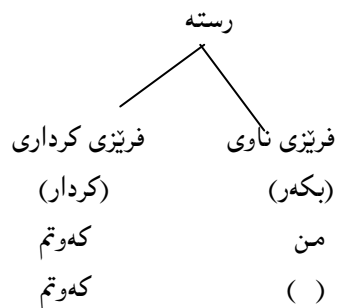 رستە
فرێزی ناوی فرێزی کرداری
(بکەر) (کردار)
من کەوتم
( ) کەوتم